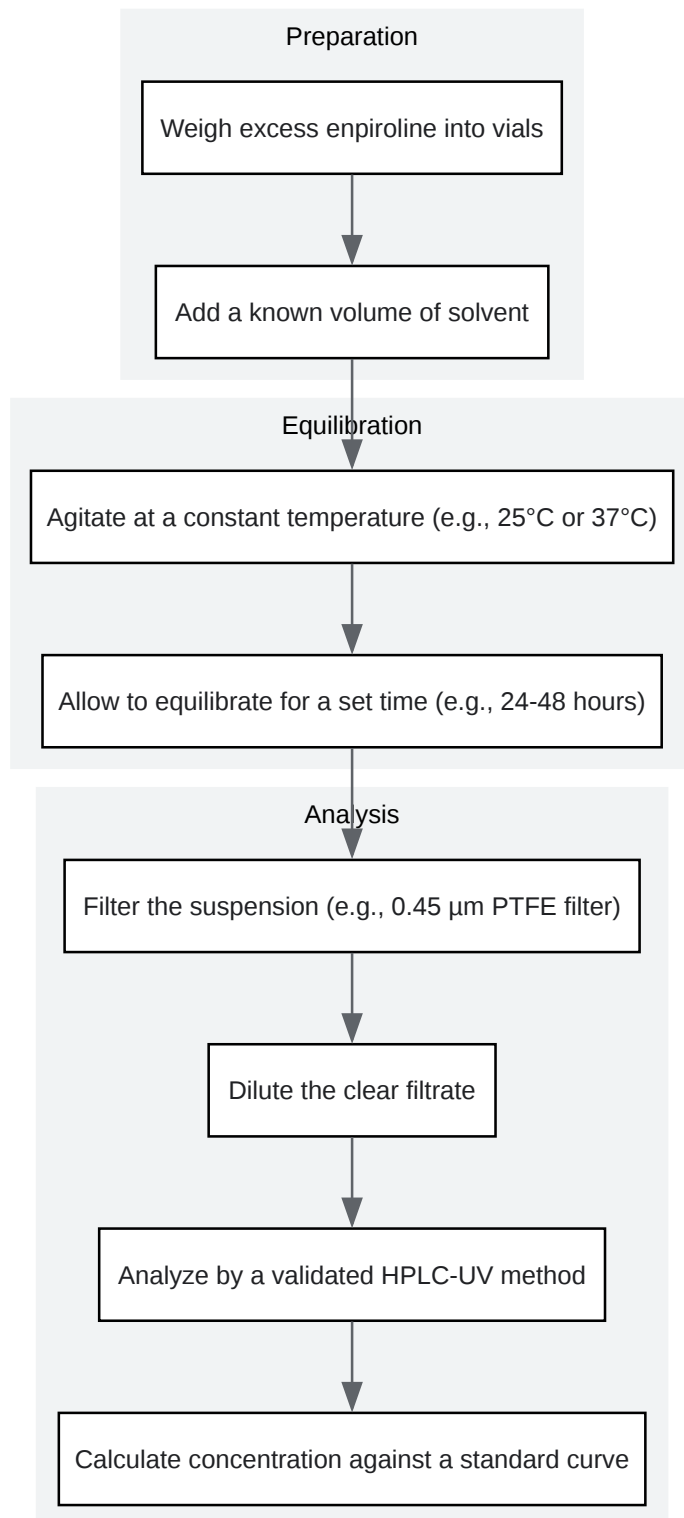 Preparation
Weigh excess enpiroline into vials
Add a known volume of solvent
Equilibration
Agitate at a constant temperature (e.g., 25°C or 37°C)
Allow to equilibrate for a set time (e.g., 24-48 hours)
Analysis
Filter the suspension (e.g., 0.45 µm PTFE filter)
Dilute the clear filtrate
Analyze by a validated HPLC-UV method
Calculate concentration against a standard curve